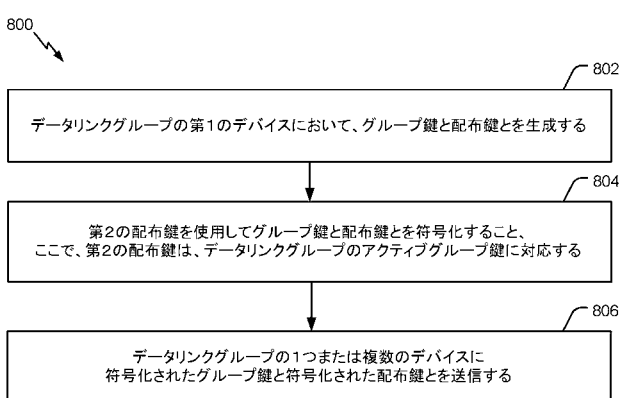 800
802
データリンクグループの第1のデバイスにおいて、グループ鍵と配布鍵とを生成する
804
第2の配布鍵を使用してグループ鍵と配布鍵とを符号化すること、
ここで、第2の配布鍵は、データリンクグループのアクティブグループ鍵に対応する
806
データリンクグループの1つまたは複数のデバイスに
符号化されたグループ鍵と符号化された配布鍵とを送信する